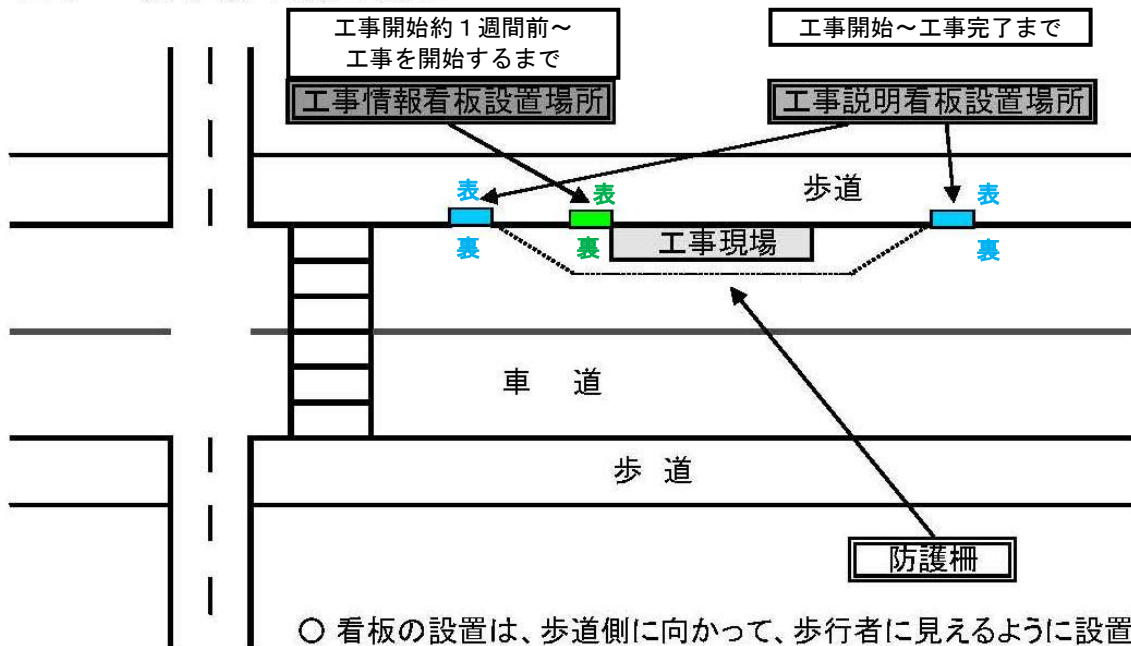 工事開始約１週間前～
工事を開始するまで
工事開始～工事完了まで
工事情報看板設置場所
工事説明看板設置場所
表
表
歩道
表
裏
裏
工事現場
裏
車 道
歩 道
防護柵
○ 看板の設置は、歩道側に向かって、歩行者に見えるように設置